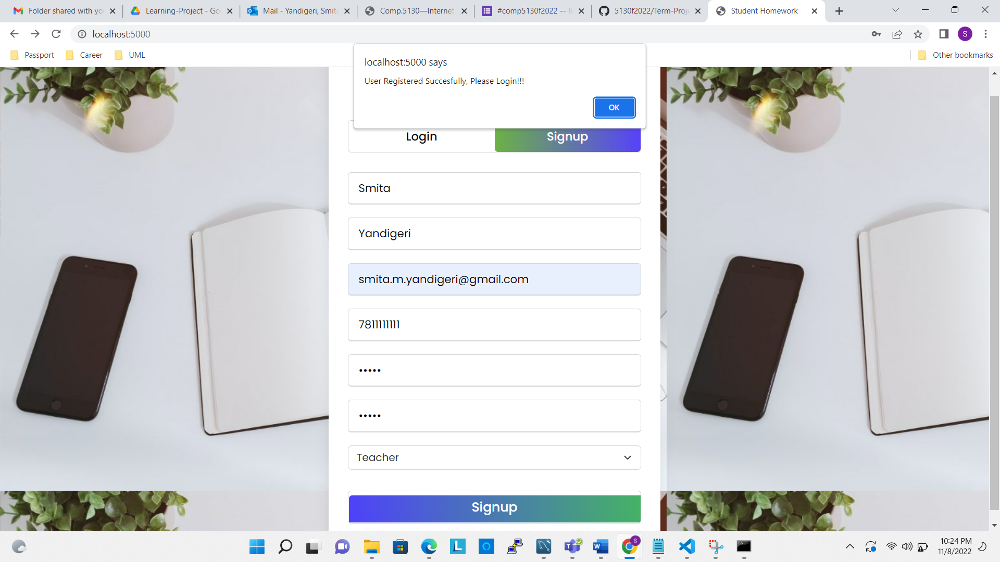 Folder shared with yo
Learning-Project - Go
Mail - Yandigeri, Smita
Comp.5130—Internet
#comp5130f2022 -- I
5130f2022/Term-Proje
Student Homework
localhost:5000
S
Passport
Career
UML
Other bookmarks
localhost:5000 says
User Registered Succesfully, Please Login!!!
OK
Login
Signup
Smita
Yandigeri
smita.m.yandigeri@gmail.com
7811111111
•••••
•••••
Teacher
Signup
10:24 PM
11/8/2022